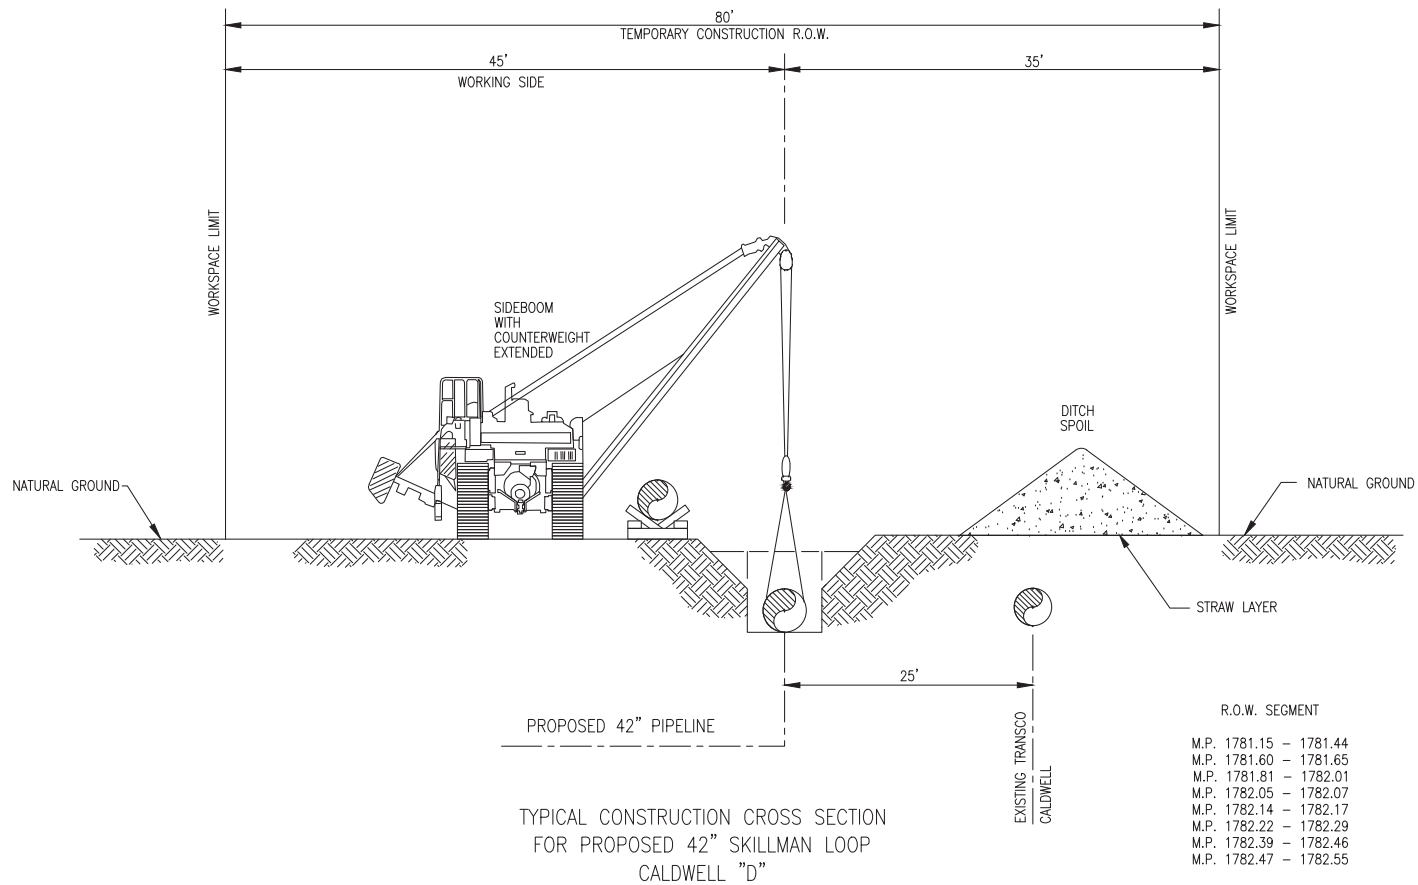 80'
TEMPORARY CONSTRUCTION R.O.W.
45'
WORKING SIDE
35'
WORKSPACE LIMIT
WORKSPACE LIMIT
SIDEBOOM
WITH
COUNTERWEIGHT
EXTENDED
DITCH
SPOIL
NATURAL GROUND
NATURAL GROUND
STRAW LAYER
25'
PROPOSED 42" PIPELINE
EXISTING TRANSCO
CALDWELL
R.O.W. SEGMENT
M.P. 1781.15 - 1781.44
M.P. 1781.60 - 1781.65
M.P. 1781.81 - 1782.01
M.P. 1782.05 - 1782.07
M.P. 1782.14 - 1782.17
M.P. 1782.22 - 1782.29
M.P. 1782.39 - 1782.46
M.P. 1782.47 - 1782.55
TYPICAL CONSTRUCTION CROSS SECTION
FOR PROPOSED 42" SKILLMAN LOOP
CALDWELL "D"